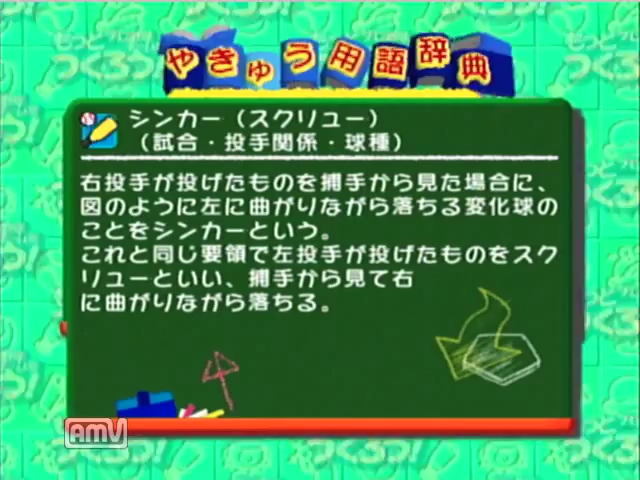 やきゅう用語辞典
シンカー（スクリュー）
（試合・投手関係・球種）
右投手が投げたものを捕手から見た場合に、
図のように左に曲がりながら落ちる変化球の
ことをシンカーという。
これと同じ要領で左投手が投げたものをスク
リューといい、捕手から見て右
に曲がりながら落ちる。
AMV